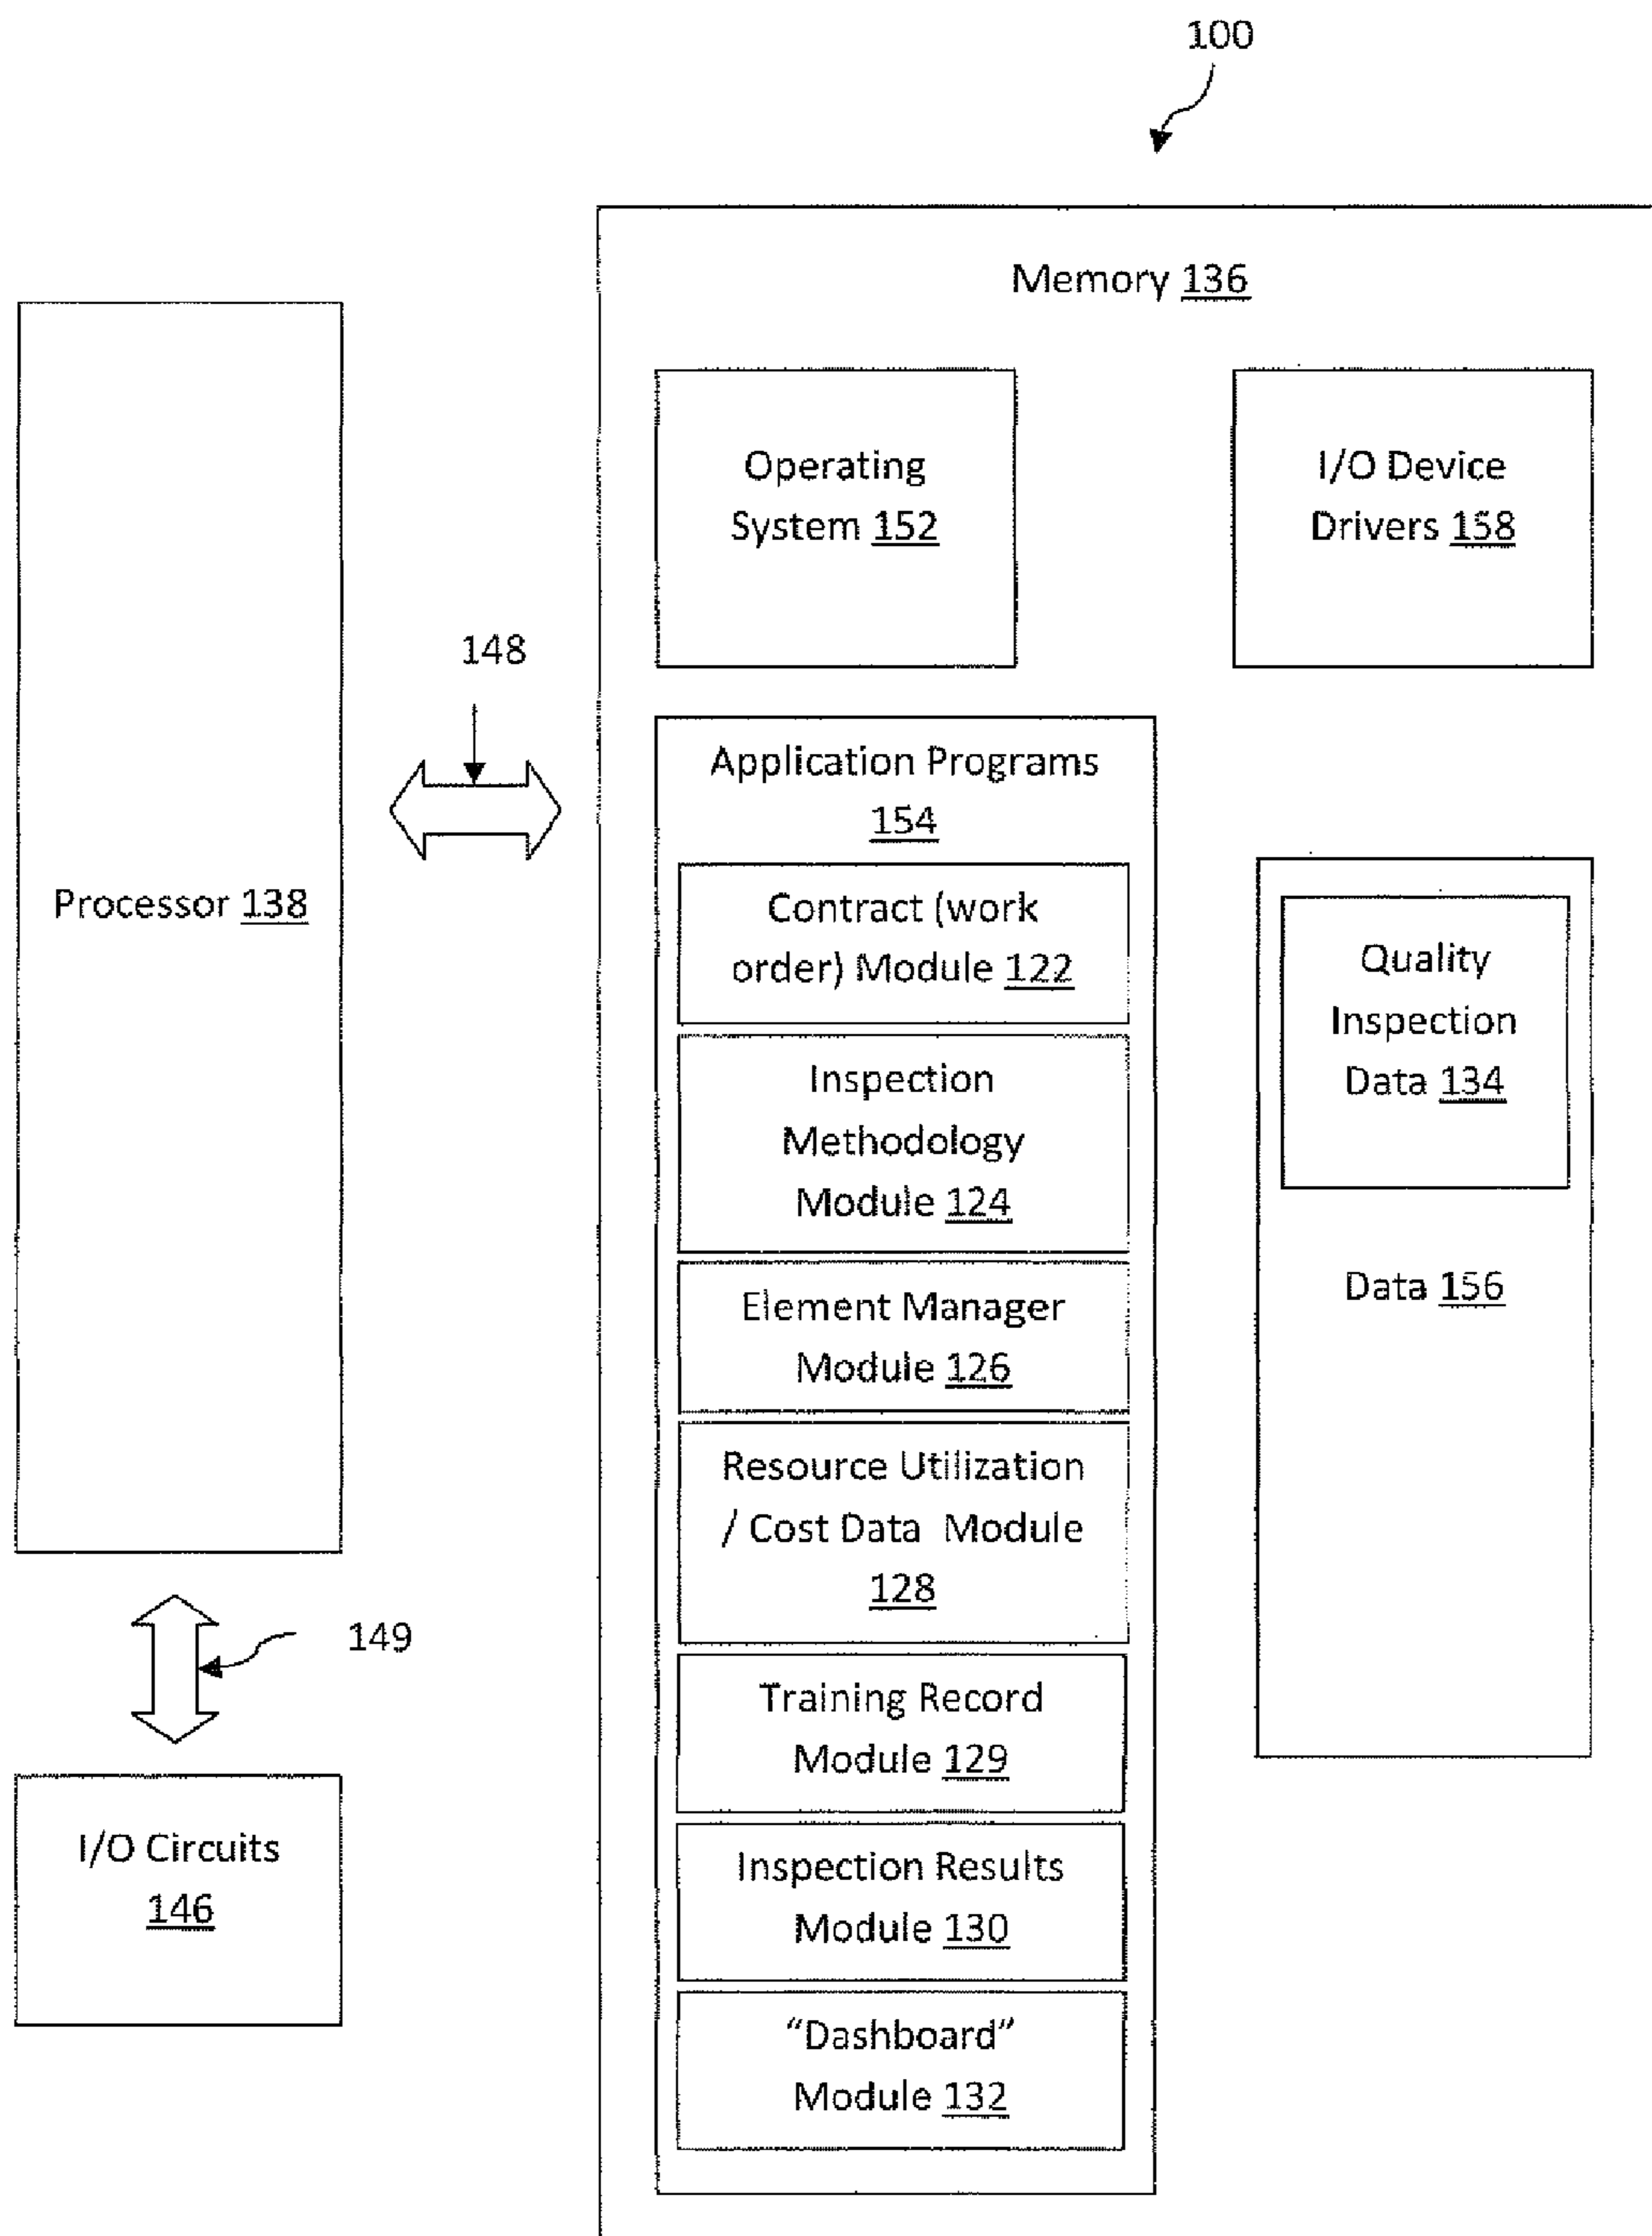 100
Memory 136
Operating
System 152
I/O Device
Drivers 158
148
Processor 138
Application Programs
154
Contract (work
order) Module 122
Inspection
Methodology
Module 124
Element Manager
Module 126
Resource Utilization
/ Cost Data Module
128
Training Record
Module 129
Inspection Results
Module 130
“Dashboard”
Module 132
Quality
Inspection
Data 134
Data 156
149
I/O Circuits
146